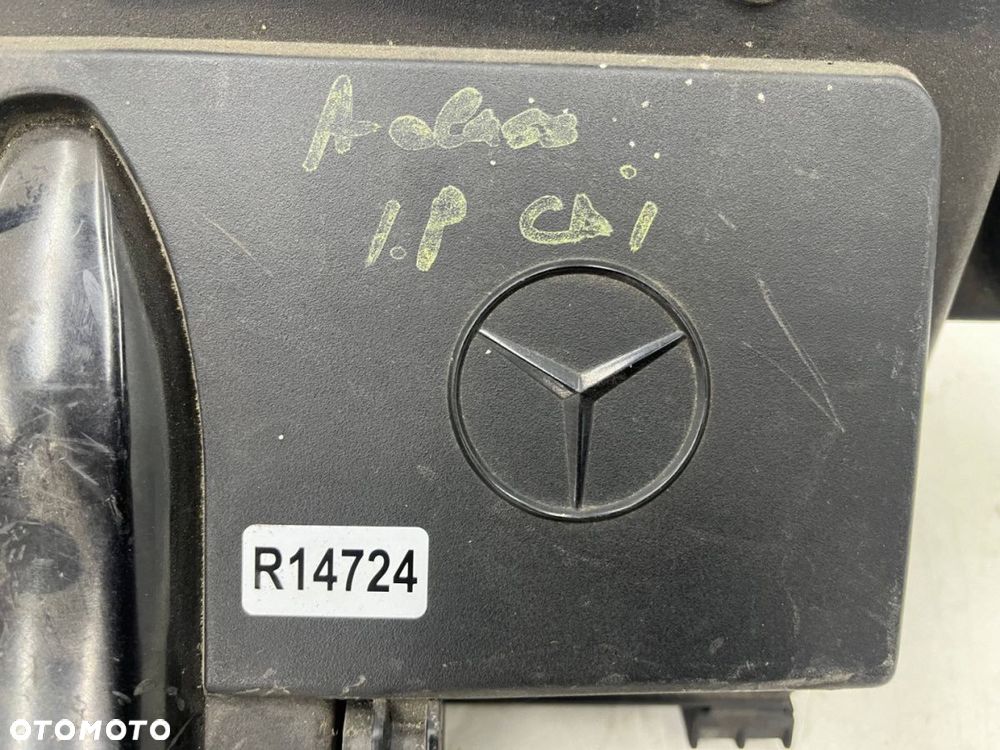 A-class
1.8 CDi
R14724
OTOMOTO